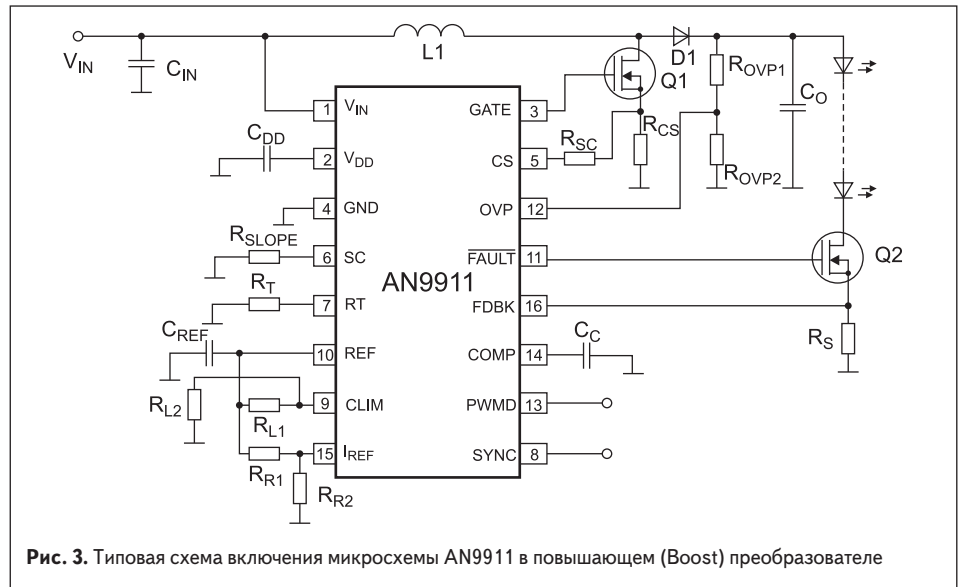 V_IN
C_IN
L1
D1
Q1
R_OVP1
C_O
R_OVP2
R_SC
R_CS
C_DD
R_SLOPE
R_T
C_REF
R_L2
R_L1
R_R1
R_R2
1 V_IN
2 V_DD
4 GND
6 SC
7 RT
10 REF
9 CLIM
15 I_REF
AN9911
GATE 3
CS 5
OVP 12
FAULT 11
FDBK 16
COMP 14
PWMD 13
SYNC 8
C_C
Q2
R_S
Рис. 3. Типовая схема включения микросхемы AN9911 в повышающем (Boost) преобразователе